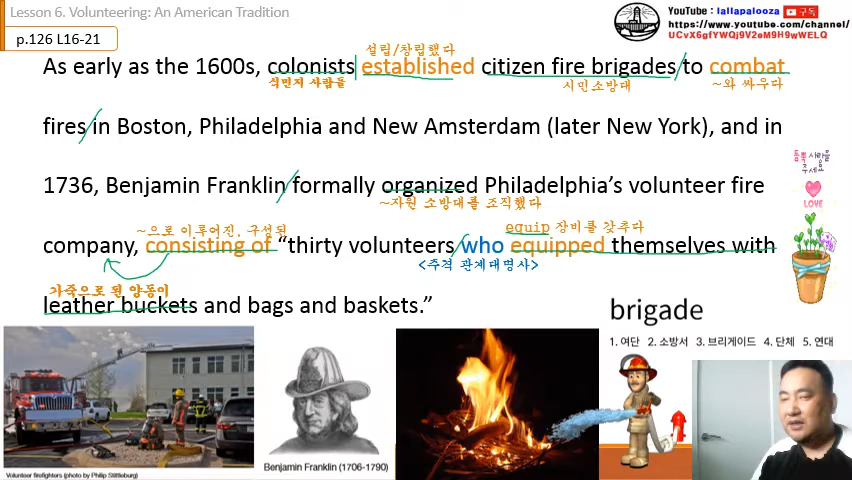 Lesson 6. Volunteering: An American Tradition
YouTube : lallapalooza 구독
https://www.youtube.com/channel/
UCvX6gfYWQj9V2eM9H9wWELQ
p.126 L16-21
설립/창립했다
As early as the 1600s, colonists established citizen fire brigades to combat
식민지 사람들 시민소방대 ~와 싸우다
fires in Boston, Philadelphia and New Amsterdam (later New York), and in
듬뿍 사랑을
주세요
LOVE
1736, Benjamin Franklin formally organized Philadelphia’s volunteer fire
~자원 소방대를 조직했다
~으로 이루어진, 구성된 equip 장비를 갖추다
company, consisting of “thirty volunteers who equipped themselves with
<주격 관계대명사>
가죽으로 된 양동이
leather buckets and bags and baskets.”
brigade
1. 여단 2. 소방서 3. 브리게이드 4. 단체 5. 연대
Benjamin Franklin (1706-1790)
Volunteer firefighters (photo by Philip Stittleburg)